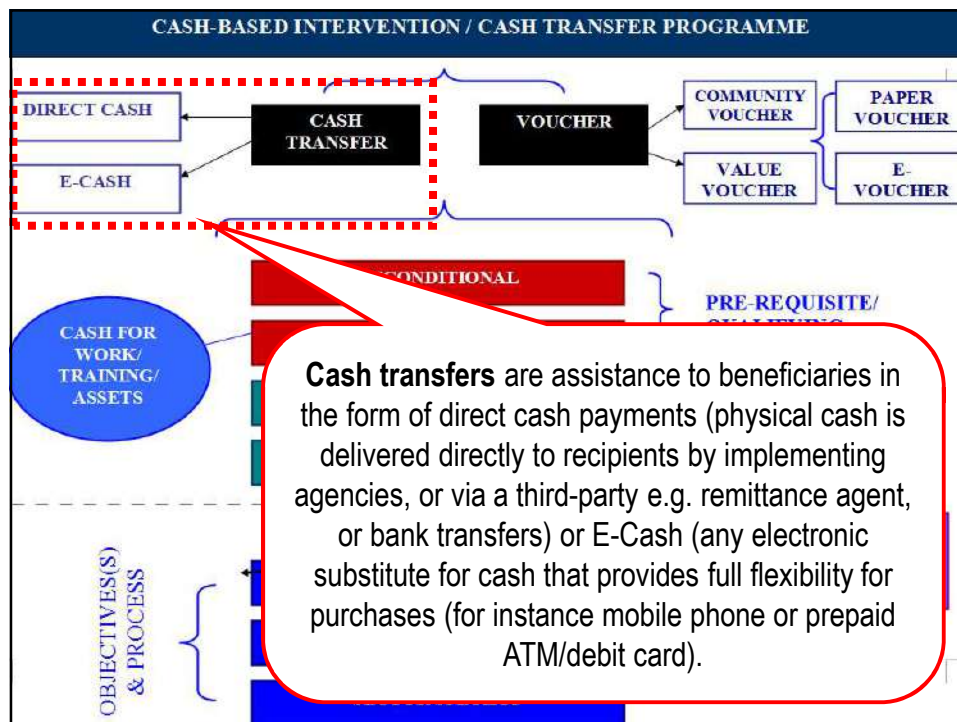 CASH-BASED INTERVENTION / CASH TRANSFER PROGRAMME
DIRECT CASH
E-CASH
CASH
TRANSFER
VOUCHER
COMMUNITY
VOUCHER
VALUE
VOUCHER
PAPER
VOUCHER
E-
VOUCHER
CONDITIONAL
CASH FOR
WORK/
TRAINING/
ASSETS
PRE-REQUISITE/
Cash transfers are assistance to beneficiaries in
the form of direct cash payments (physical cash is
delivered directly to recipients by implementing
agencies, or via a third-party e.g. remittance agent,
or bank transfers) or E-Cash (any electronic
substitute for cash that provides full flexibility for
purchases (for instance mobile phone or prepaid
ATM/debit card).
OBJECTIVES(S)
& PROCESS